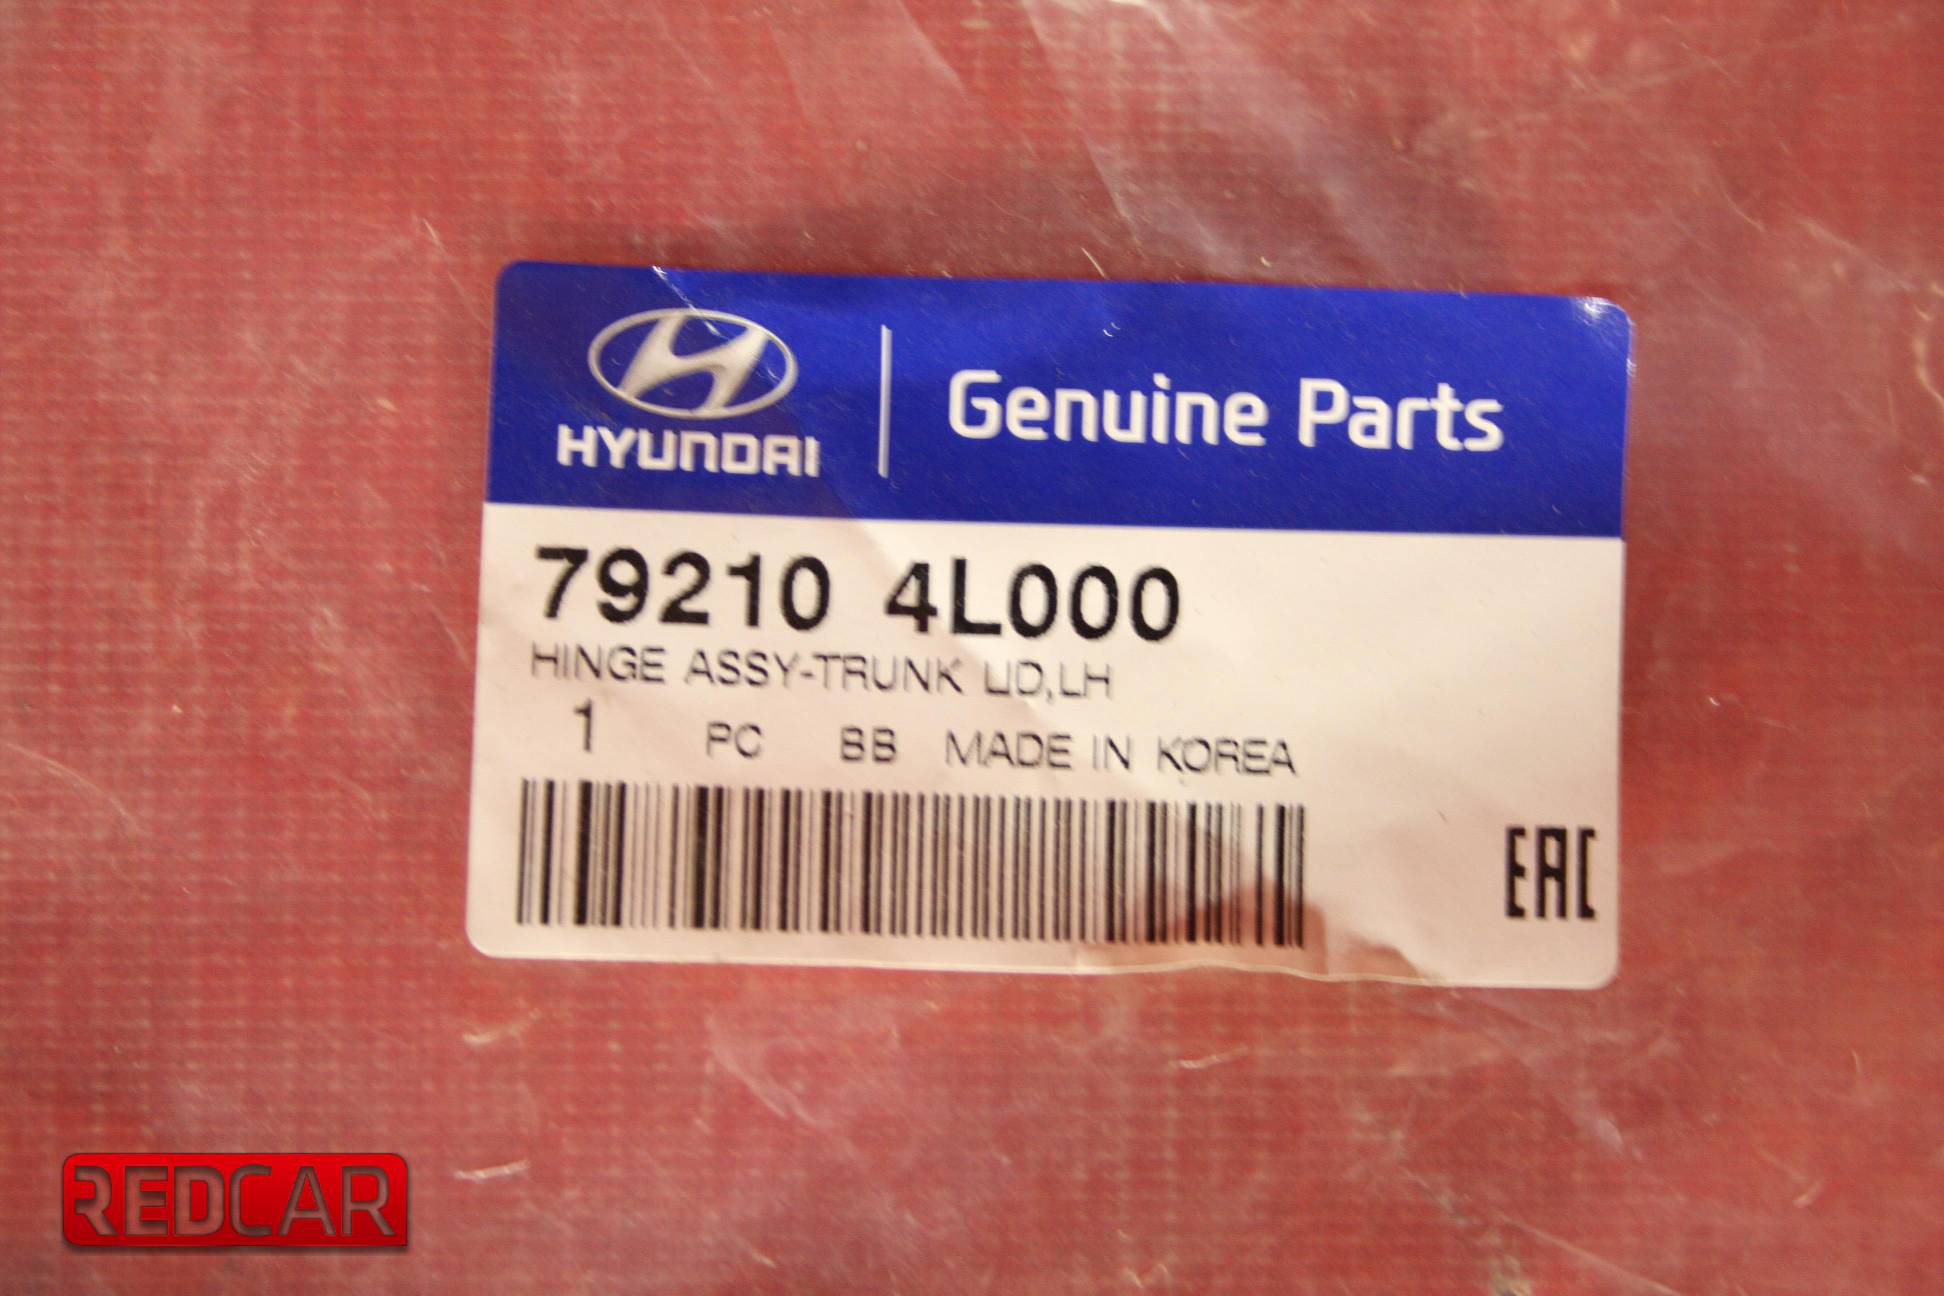 HYUNDAI
Genuine Parts
79210 4L000
HINGE ASSY-TRUNK LID,LH
1 PC BB MADE IN KOREA
EAC
REDCAR